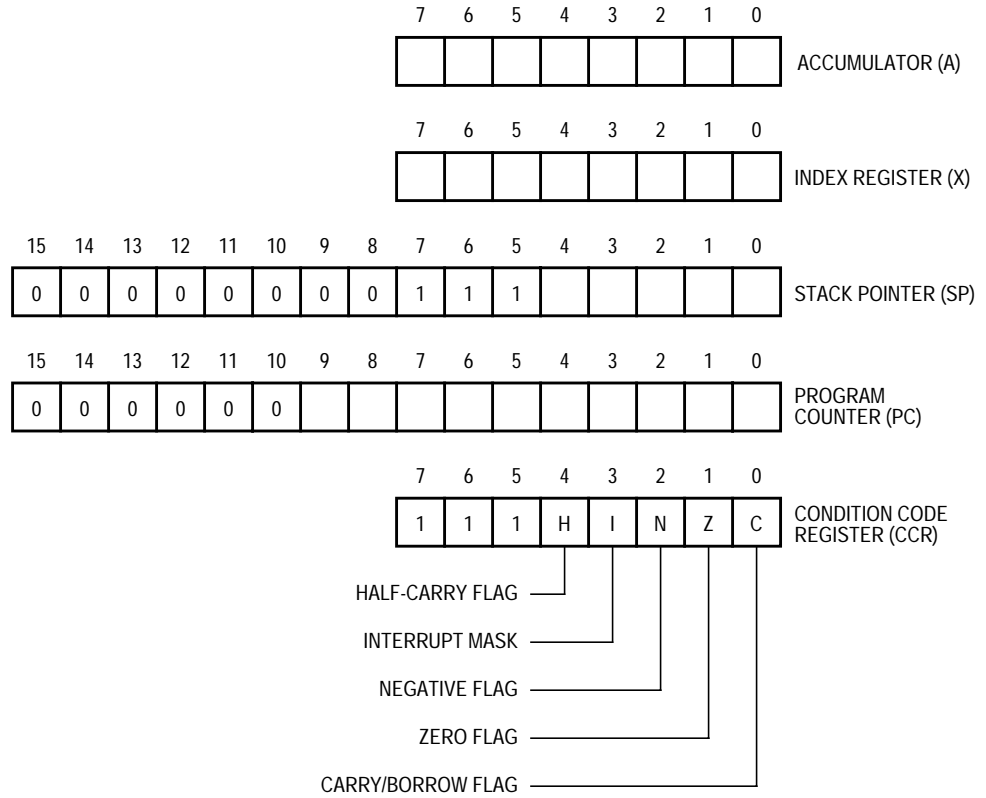 7 6 5 4 3 2 1 0
ACCUMULATOR (A)
7 6 5 4 3 2 1 0
INDEX REGISTER (X)
15 14 13 12 11 10 9 8 7 6 5 4 3 2 1 0
0 0 0 0 0 0 0 0 1 1 1 STACK POINTER (SP)
15 14 13 12 11 10 9 8 7 6 5 4 3 2 1 0
0 0 0 0 0 0 PROGRAM
COUNTER (PC)
7 6 5 4 3 2 1 0
1 1 1 H I N Z C CONDITION CODE
REGISTER (CCR)
HALF-CARRY FLAG
INTERRUPT MASK
NEGATIVE FLAG
ZERO FLAG
CARRY/BORROW FLAG